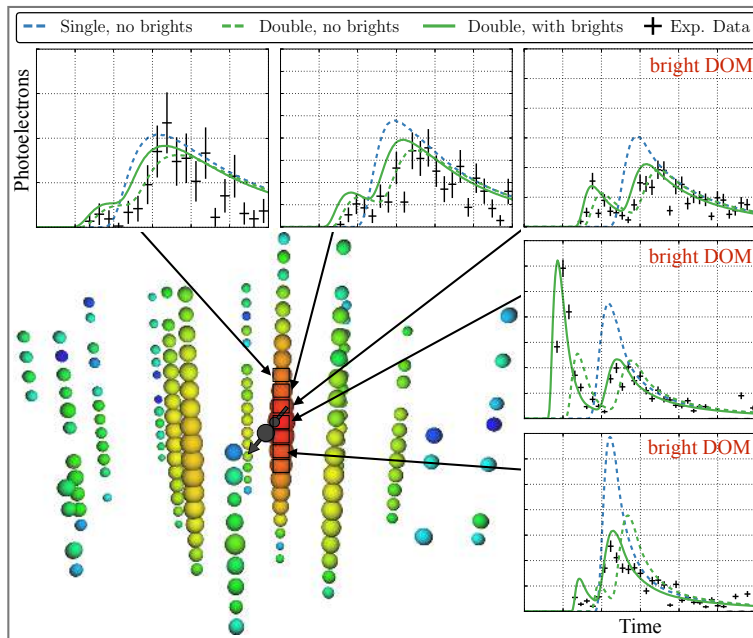 Single, no brights Double, no brights Double, with brights Exp. Data
Photoelectrons
bright DOM
bright DOM
bright DOM
Time